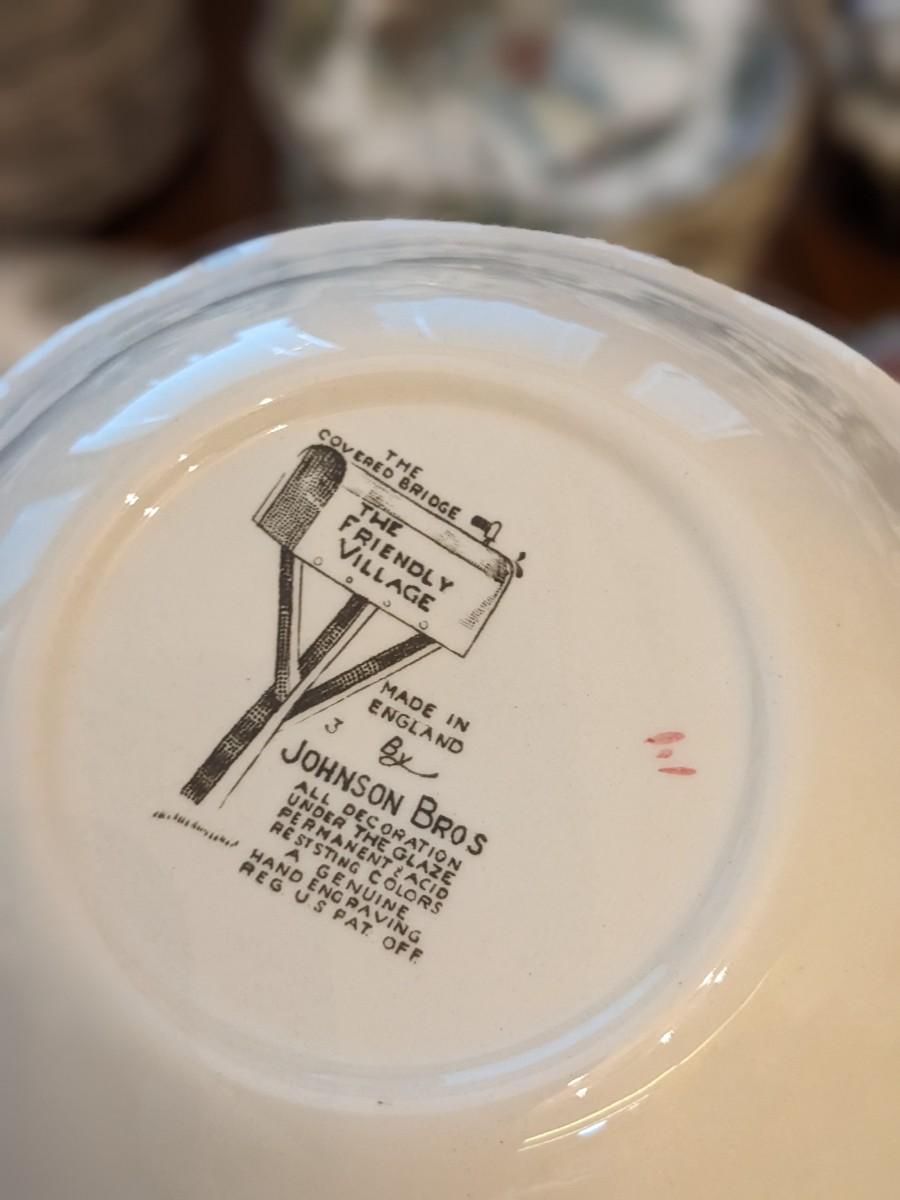 THE
COVERED BRIDGE
THE
FRIENDLY
VILLAGE
MADE IN
ENGLAND
3
By
JOHNSON BROS
ALL DECORATION
UNDER THE GLAZE
PERMANENT & ACID
RESISTING COLORS
A GENUINE
HAND ENGRAVING
REG U.S PAT. OFF.